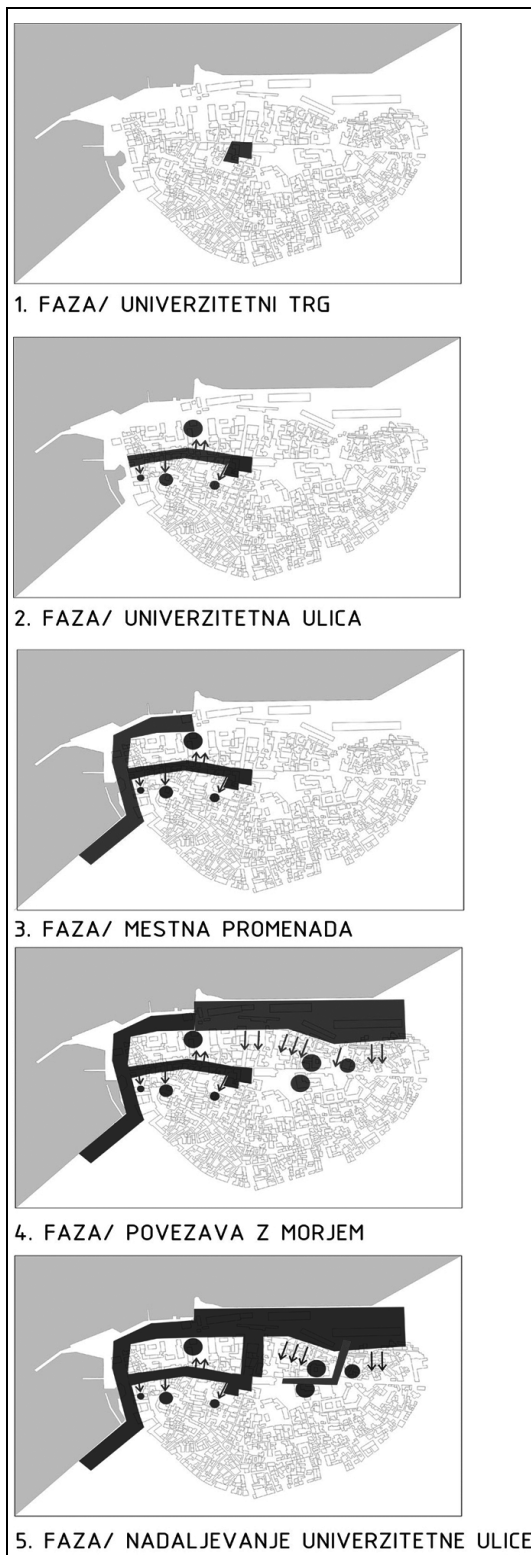 1. FAZA/ UNIVERZITETNI TRG
2. FAZA/ UNIVERZITETNA ULICA
3. FAZA/ MESTNA PROMENADA
4. FAZA/ POVEZAVA Z MORJEM
5. FAZA/ NADALJEVANJE UNIVERZITETNE ULICE